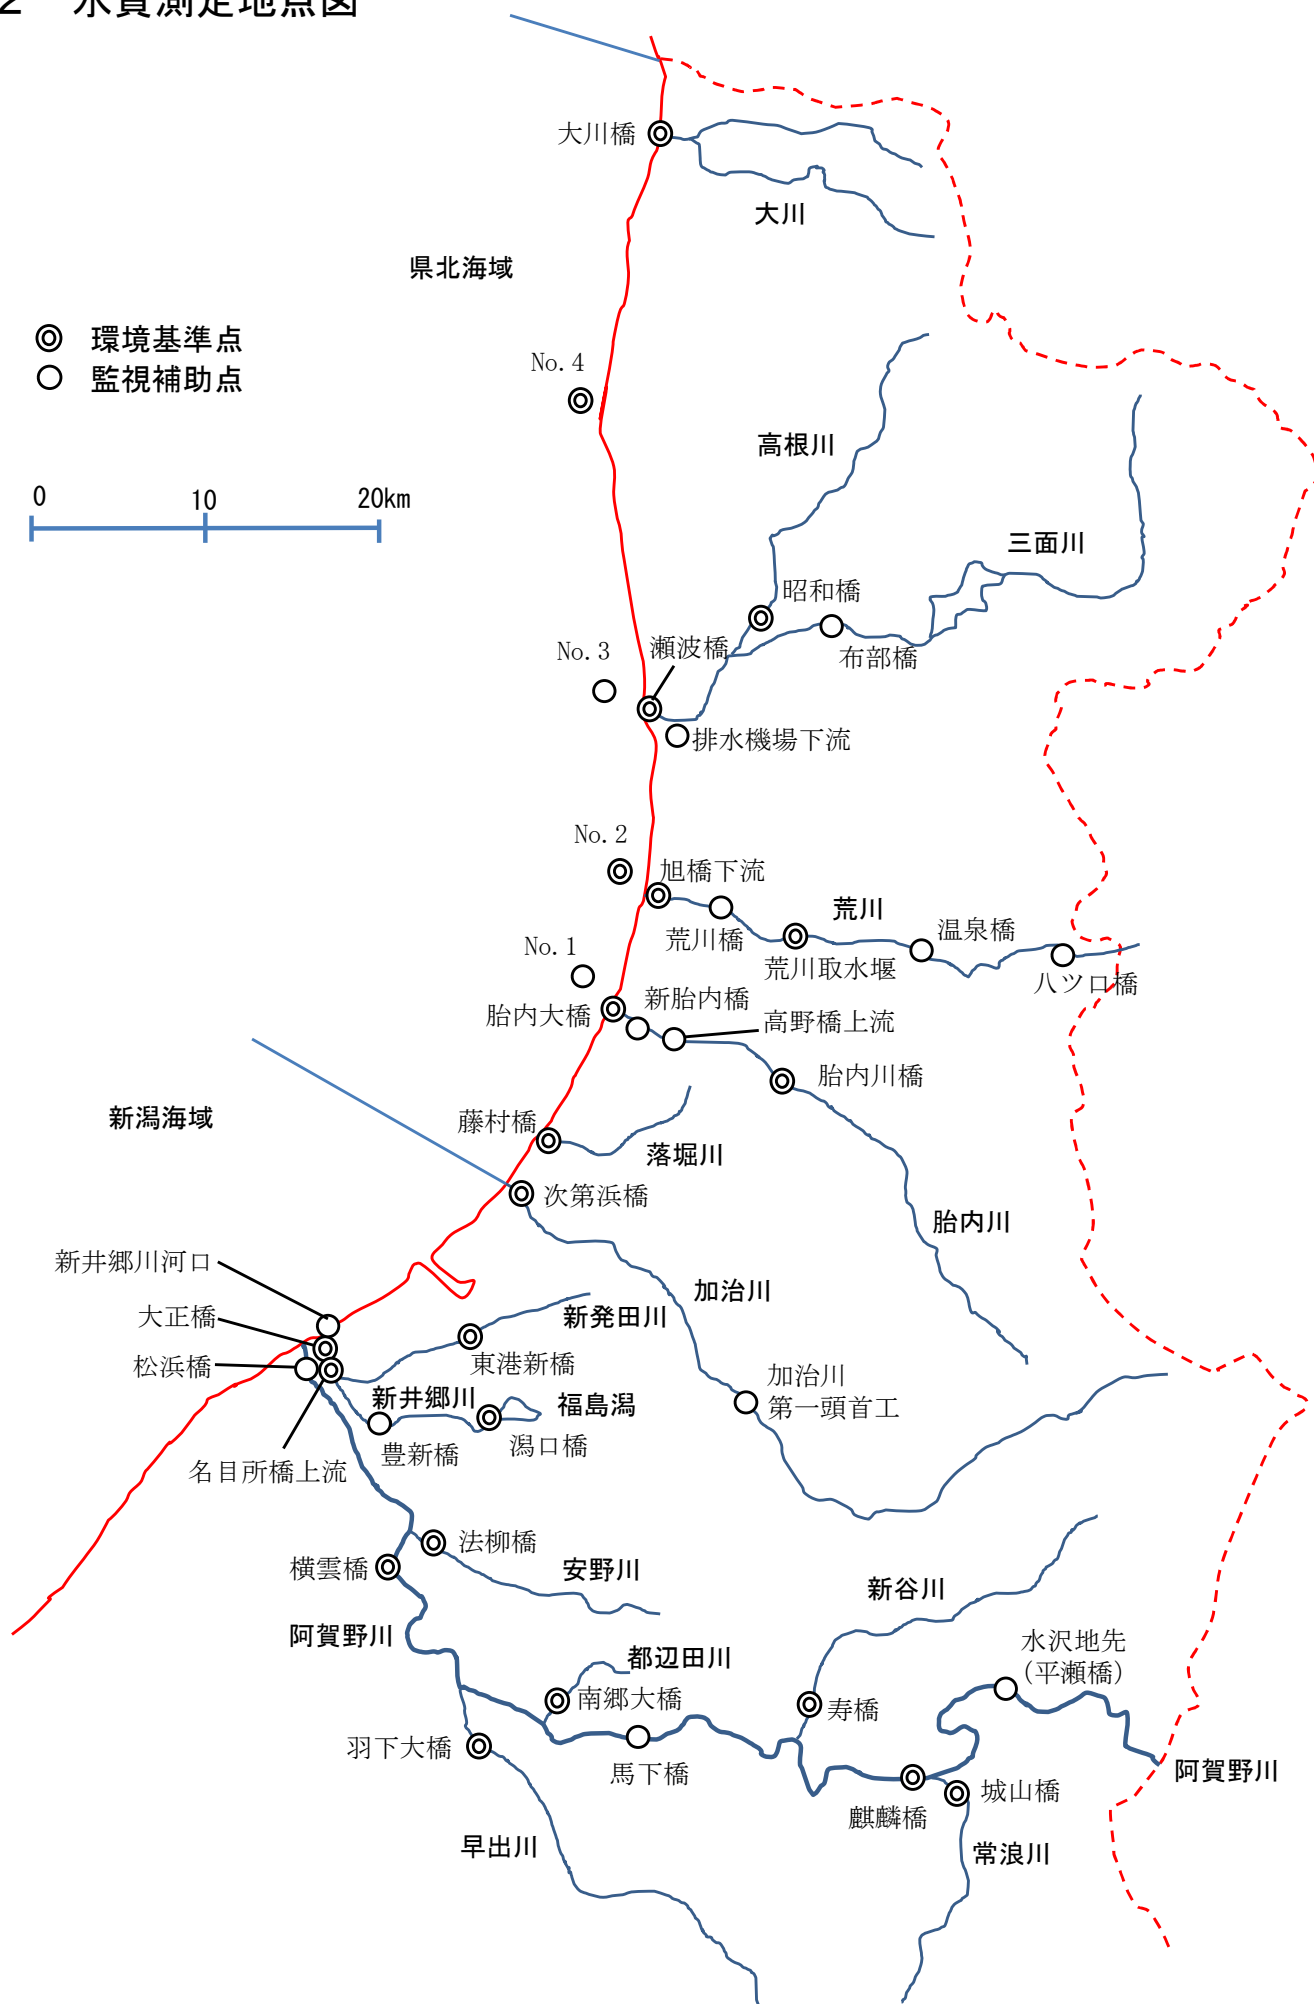 2 水質測定地点図
大川橋
大川
県北海域
◎ 環境基準点
○ 監視補助点
No.4
高根川
0 10 20km
三面川
昭和橋
瀬波橋
No.3
布部橋
排水機場下流
No.2
旭橋下流
荒川
荒川橋
温泉橋
No.1
荒川取水堰
八ツ口橋
新胎内橋
胎内大橋
高野橋上流
胎内川橋
新潟海域
藤村橋
落堀川
次第浜橋
胎内川
新井郷川河口
加治川
大正橋
新発田川
松浜橋
東港新橋
加治川
第一頭首工
新井郷川
福島潟
豊新橋
潟口橋
名目所橋上流
法柳橋
横雲橋
安野川
新谷川
阿賀野川
水沢地先
(平瀬橋)
都辺田川
南郷大橋
寿橋
羽下大橋
馬下橋
阿賀野川
城山橋
麒麟橋
早出川
常浪川